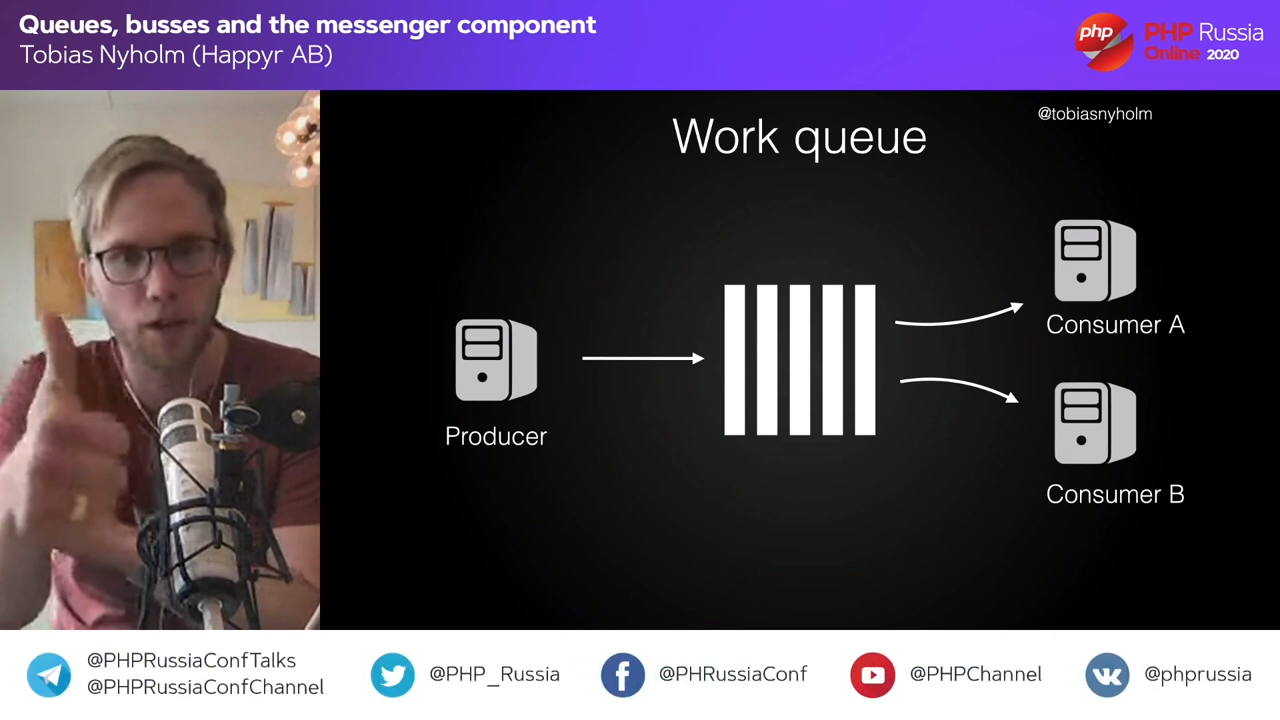 Queues, busses and the messenger component
Tobias Nyholm (Happyr AB)
php
PHP Russia
Online 2020
@tobiasnyholm
Work queue
Producer
Consumer A
Consumer B
@PHPRussiaConfTalks
@PHPRussiaConfChannel
@PHP_Russia
@PHRussiaConf
@PHPChannel
@phprussia